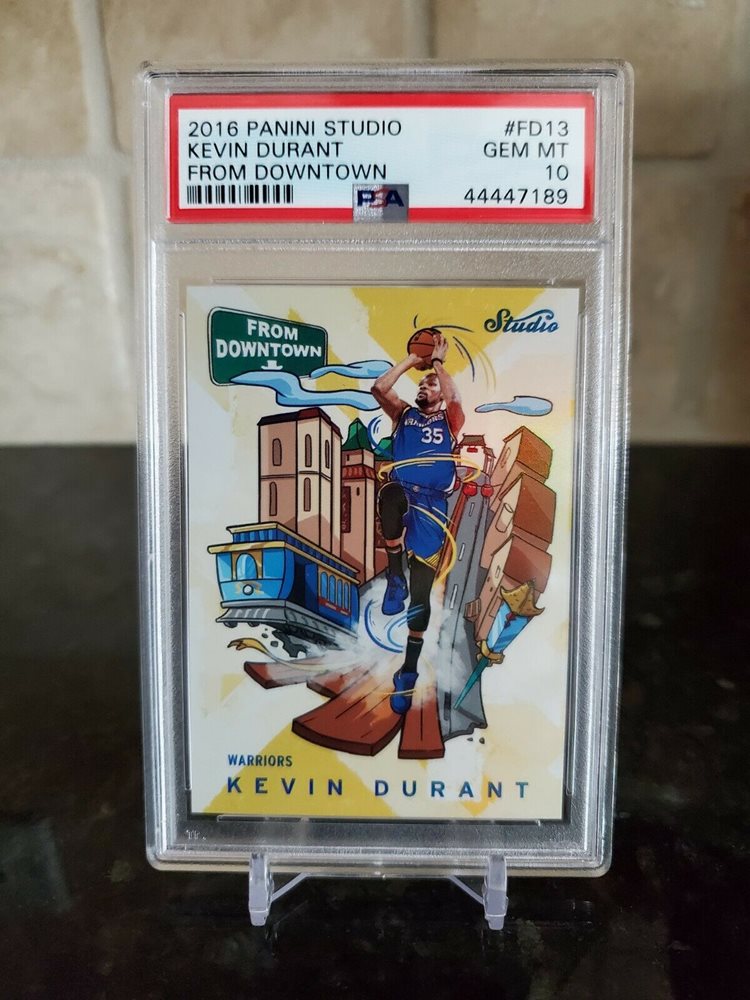 2016 PANINI STUDIO #FD13
KEVIN DURANT GEM MT
FROM DOWNTOWN 10
PSA 44447189
FROM
DOWNTOWN
Studio
WARRIORS
35
WARRIORS
KEVIN DURANT